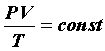 PV/T = const